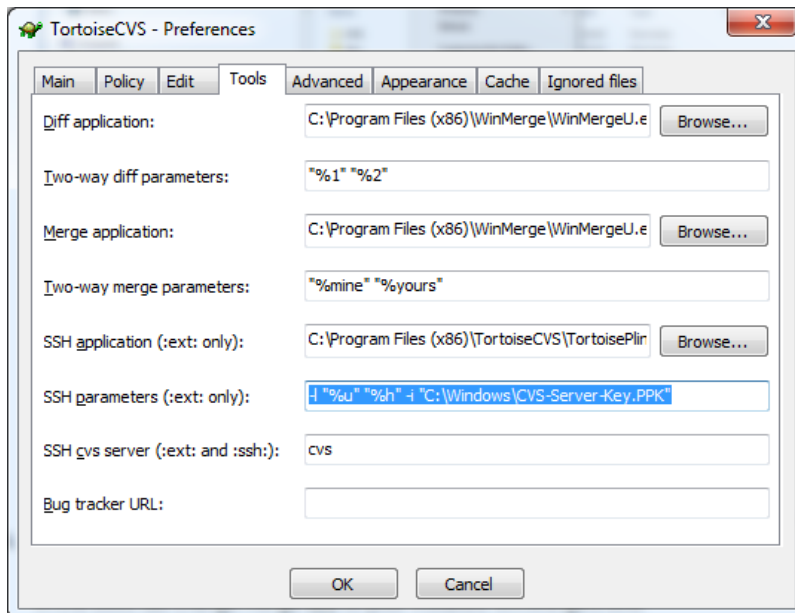 TortoiseCVS - Preferences
Main Policy Edit Tools Advanced Appearance Cache Ignored files
Diff application: C:\Program Files (x86)\WinMerge\WinMergeU.e Browse...
Two-way diff parameters: "%1" "%2"
Merge application: C:\Program Files (x86)\WinMerge\WinMergeU.e Browse...
Two-way merge parameters: "%mine" "%yours"
SSH application (:ext: only): C:\Program Files (x86)\TortoiseCVS\TortoisePlin Browse...
SSH parameters (:ext: only): -l "%u" "%h" -i "C:\Windows\CVS-Server-Key.PPK"
SSH cvs server (:ext: and :ssh:): cvs
Bug tracker URL:
OK Cancel